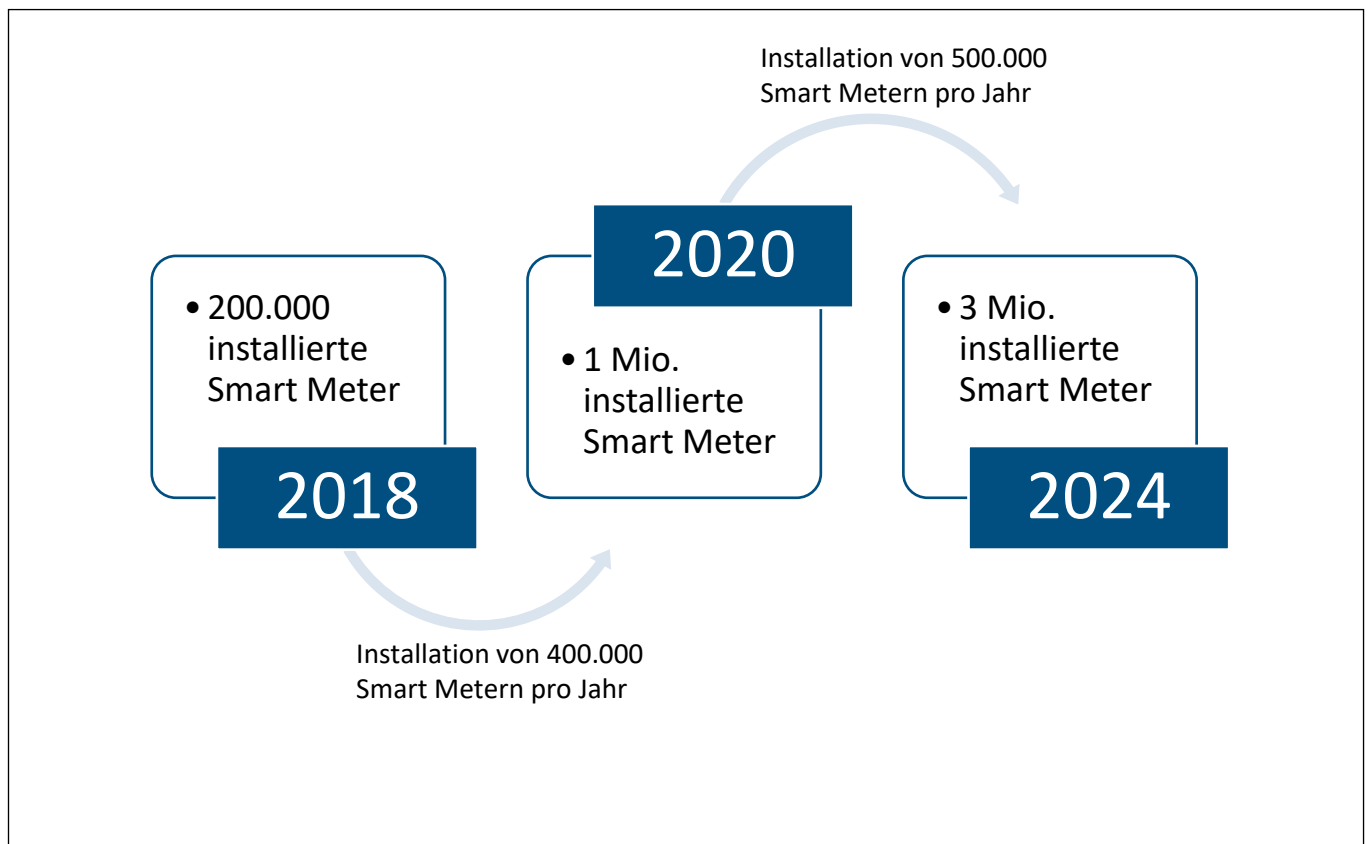 Installation von 500.000
Smart Metern pro Jahr
• 200.000
installierte
Smart Meter
2018
2020
• 1 Mio.
installierte
Smart Meter
• 3 Mio.
installierte
Smart Meter
2024
Installation von 400.000
Smart Metern pro Jahr